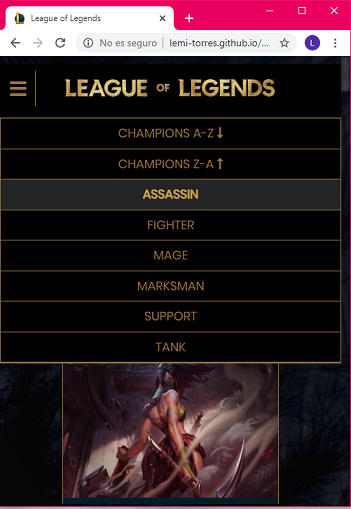 League of Legends
No es seguro | lemi-torres.github.io/...
L
LEAGUE OF LEGENDS
CHAMPIONS A-Z
CHAMPIONS Z-A
ASSASSIN
FIGHTER
MAGE
MARKSMAN
SUPPORT
TANK